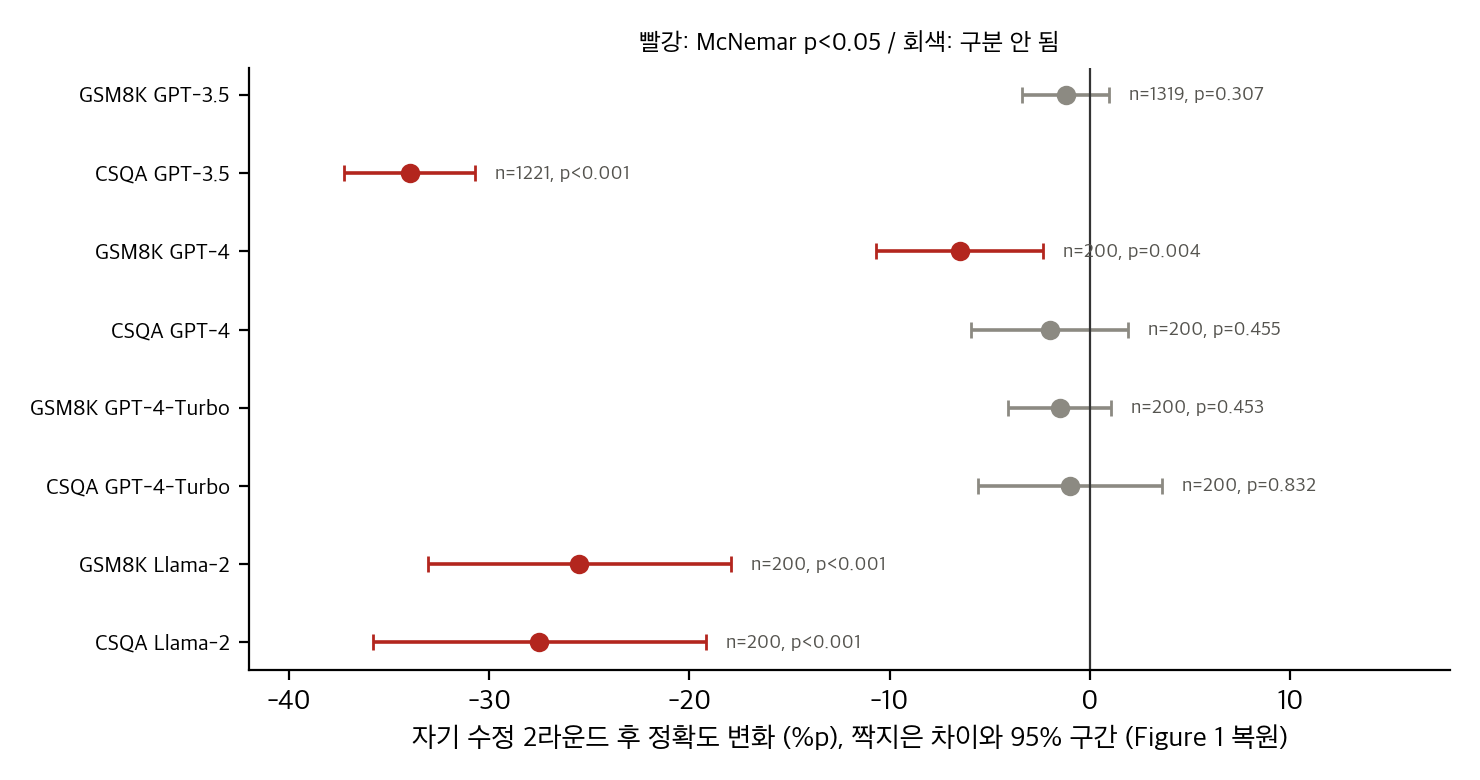 빨강: McNemar p<0.05 / 회색: 구분 안 됨
GSM8K GPT-3.5
n=1319, p=0.307
CSQA GPT-3.5
n=1221, p<0.001
GSM8K GPT-4
n=200, p=0.004
CSQA GPT-4
n=200, p=0.455
GSM8K GPT-4-Turbo
n=200, p=0.453
CSQA GPT-4-Turbo
n=200, p=0.832
GSM8K Llama-2
n=200, p<0.001
CSQA Llama-2
n=200, p<0.001
-40 -30 -20 -10 0 10
자기 수정 2라운드 후 정확도 변화 (%p), 짝지은 차이와 95% 구간 (Figure 1 복원)